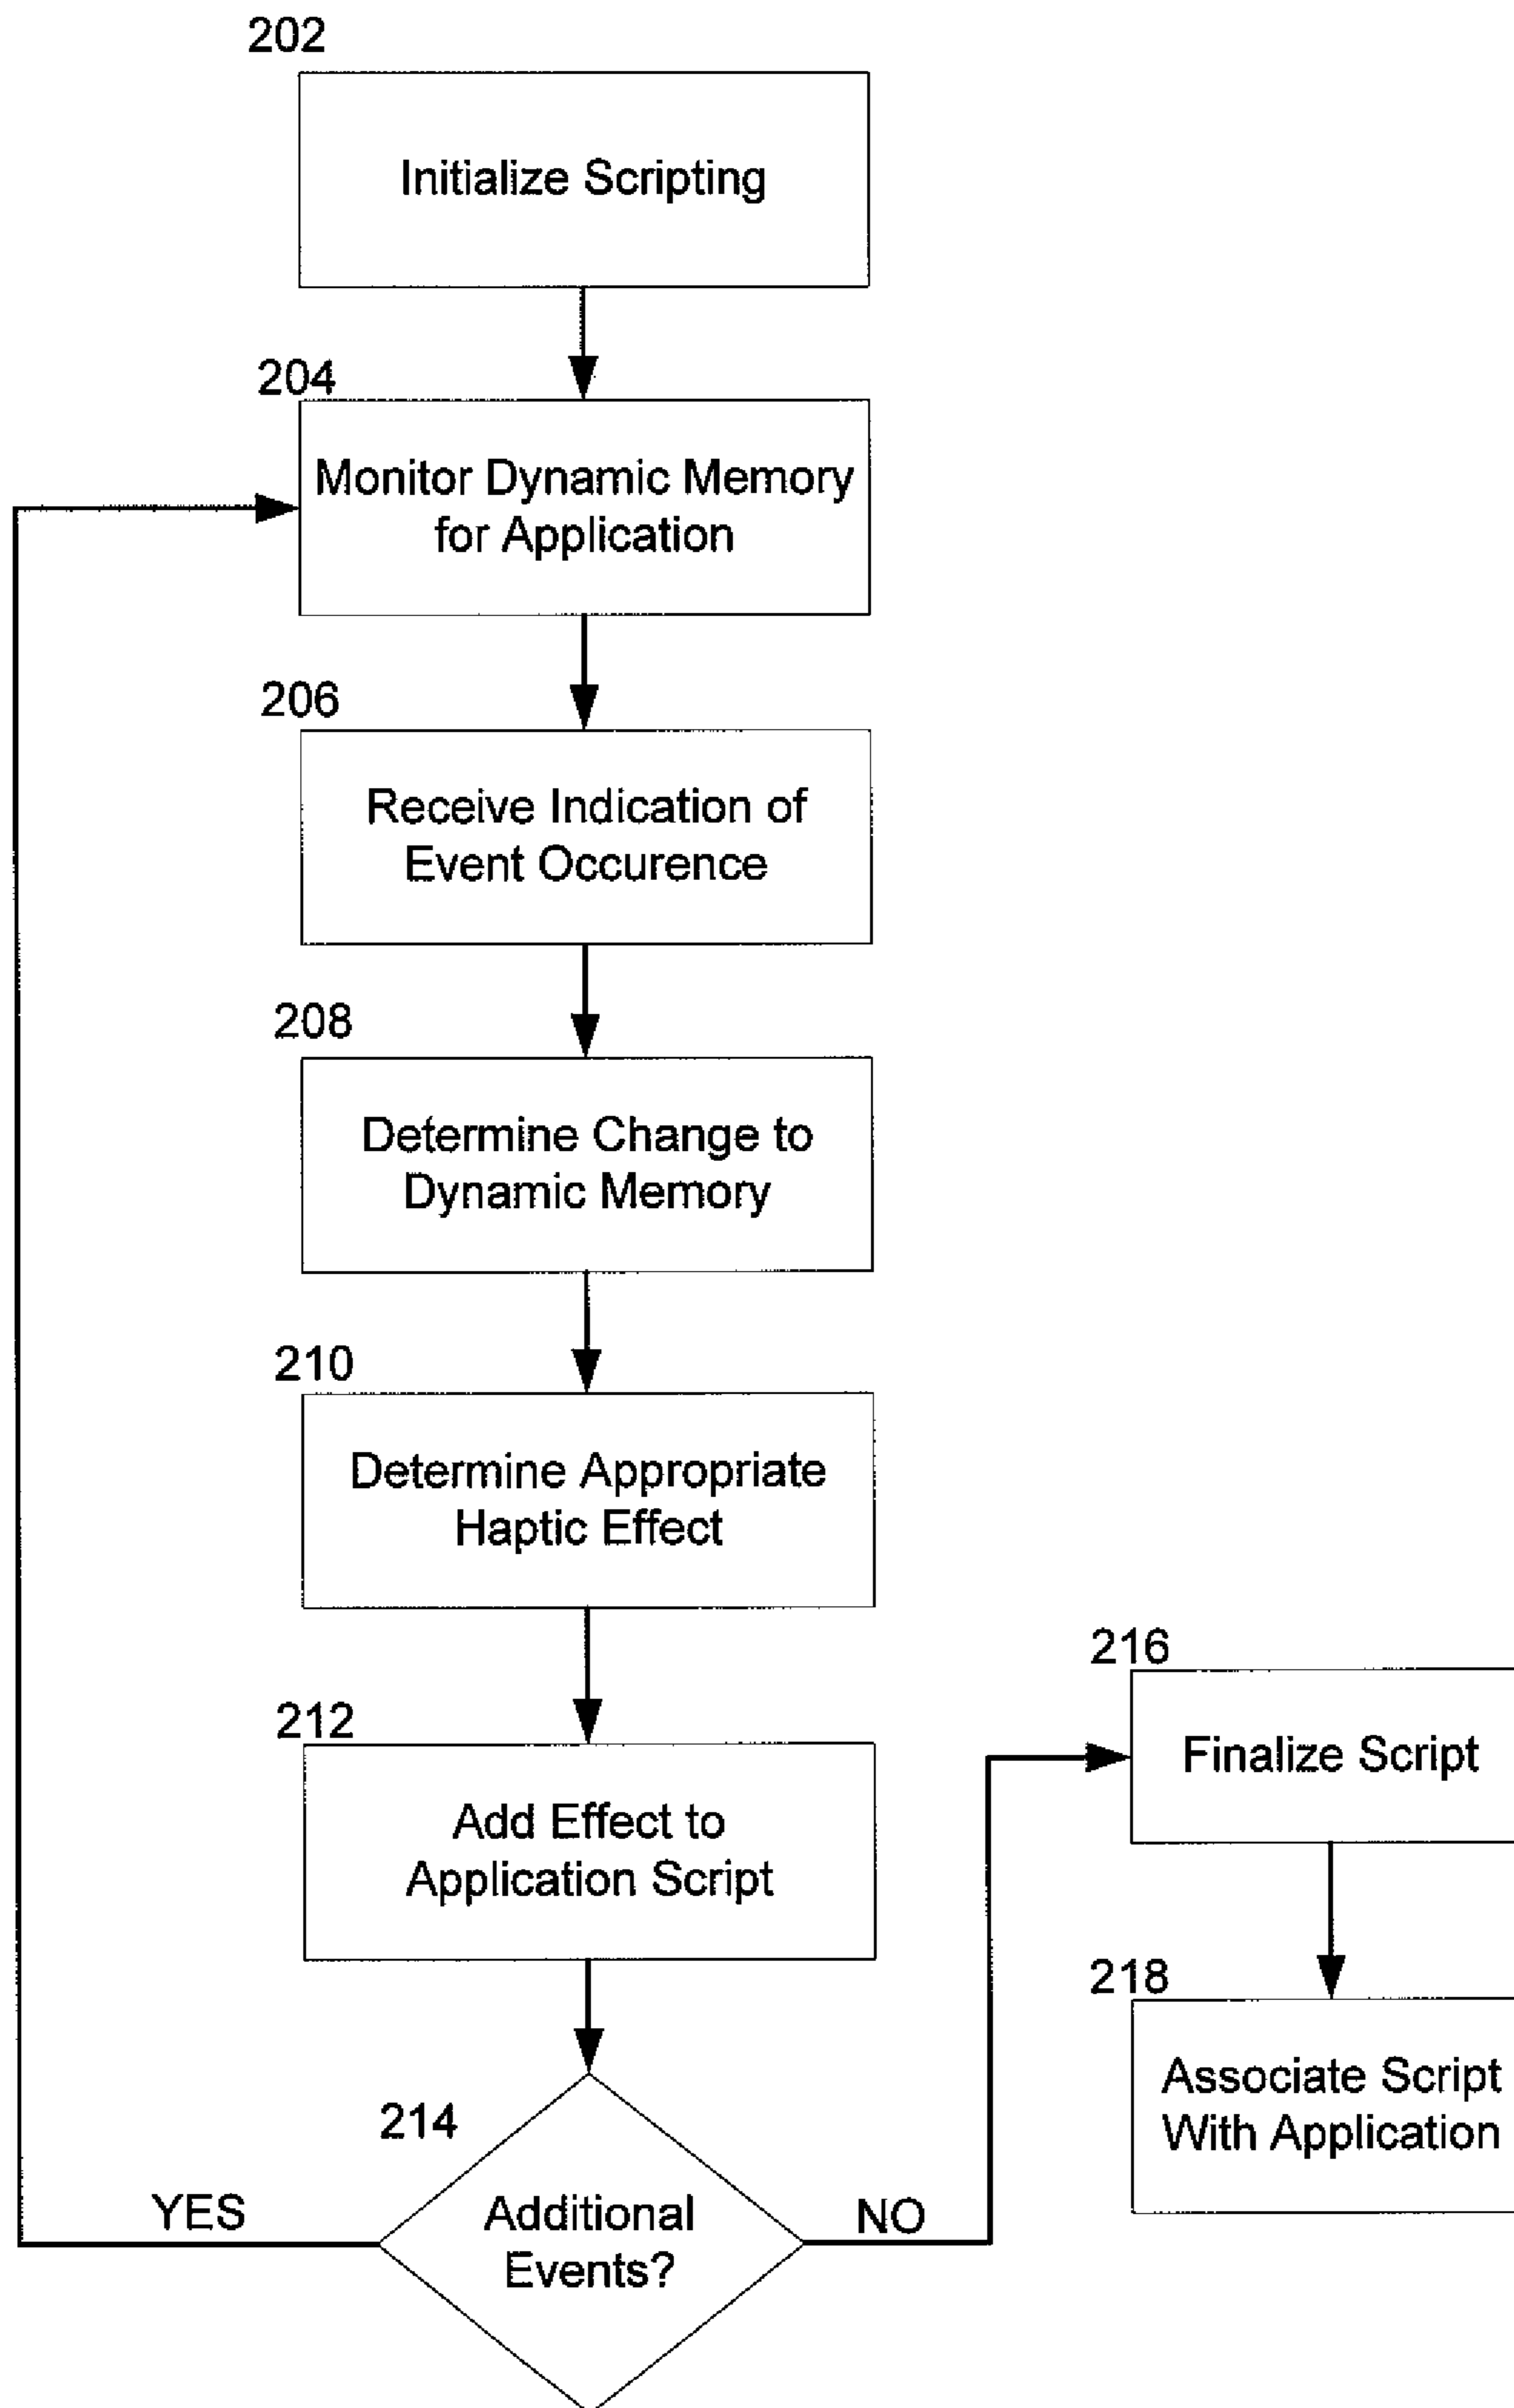 202
Initialize Scripting
204
Monitor Dynamic Memory
for Application
206
Receive Indication of
Event Occurence
208
Determine Change to
Dynamic Memory
210
Determine Appropriate
Haptic Effect
212
Add Effect to
Application Script
214
Additional
Events?
YES
NO
216
Finalize Script
218
Associate Script
With Application